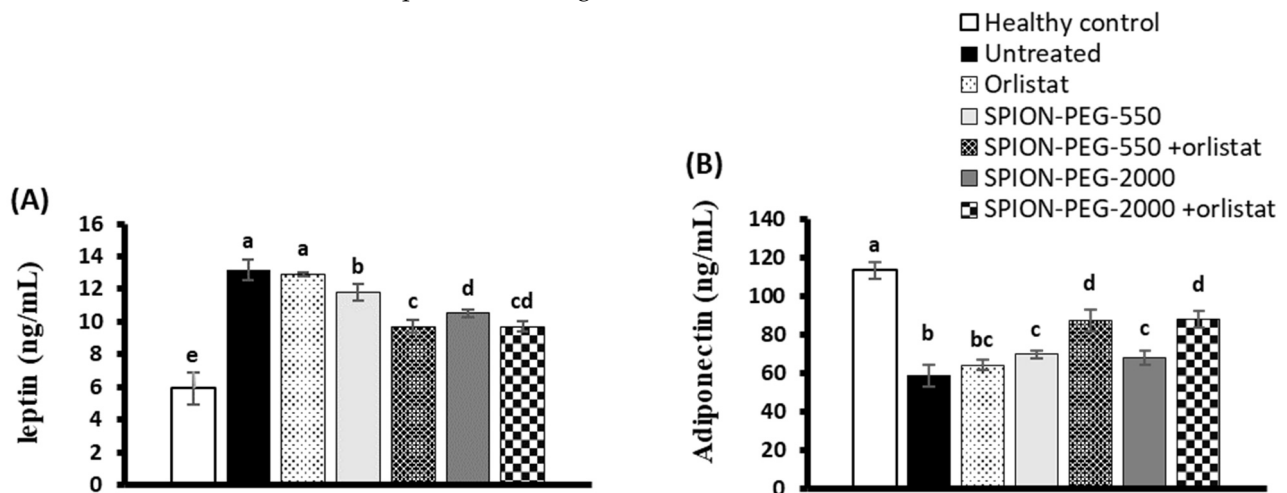 Healthy control
Untreated
Orlistat
SPION-PEG-550
SPION-PEG-550 +orlistat
SPION-PEG-2000
SPION-PEG-2000 +orlistat
(A)
leptin (ng/mL)
16
14
12
10
8
6
4
2
0
e
a
a
b
c
d
cd
(B)
Adiponectin (ng/mL)
140
120
100
80
60
40
20
0
a
b
bc
c
d
c
d